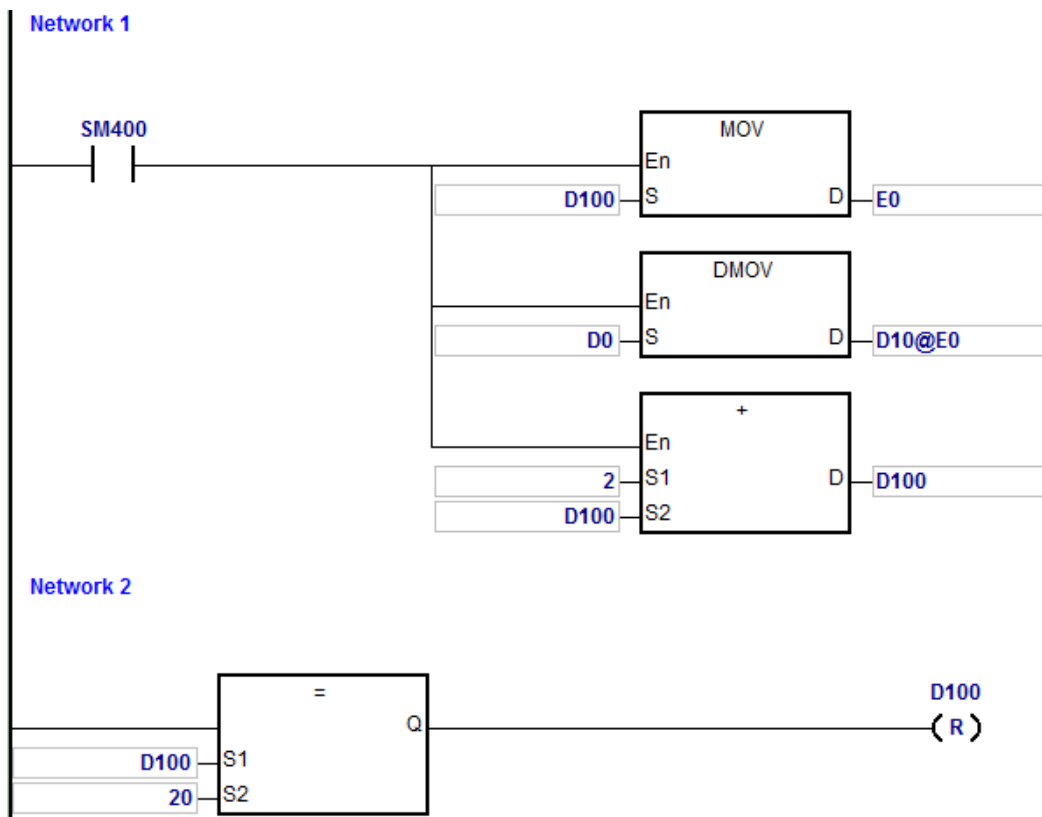 Network 1
SM400
MOV
En
D100 S D E0
DMOV
En
D0 S D D10@E0
+
En
2 S1 D D100
D100 S2
Network 2
= D100
Q ( R )
D100 S1
20 S2